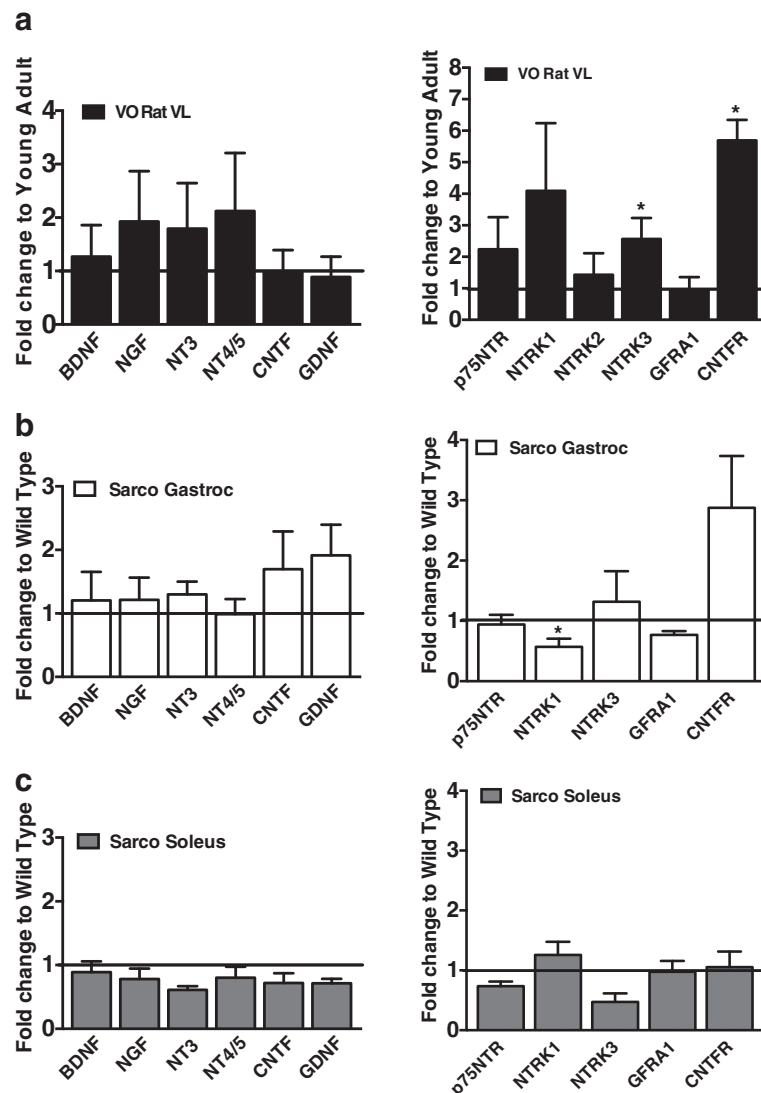 a
Fold change to Young Adult
4
3
2
1
0
VO Rat VL
BDNF
NGF
NT3
NT4/5
CNTF
GDNF
Fold change to Young Adult
8
7
6
5
4
3
2
1
0
VO Rat VL
*
*
p75NTR
NTRK1
NTRK2
NTRK3
GFRA1
CNTFR
b
Fold change to Wild Type
3
2
1
0
Sarco Gastroc
BDNF
NGF
NT3
NT4/5
CNTF
GDNF
Fold change to Wild Type
4
3
2
1
0
Sarco Gastroc
*
p75NTR
NTRK1
NTRK3
GFRA1
CNTFR
c
Fold change to Wild Type
3
2
1
0
Sarco Soleus
BDNF
NGF
NT3
NT4/5
CNTF
GDNF
Fold change to Wild Type
4
3
2
1
0
Sarco Soleus
p75NTR
NTRK1
NTRK3
GFRA1
CNTFR